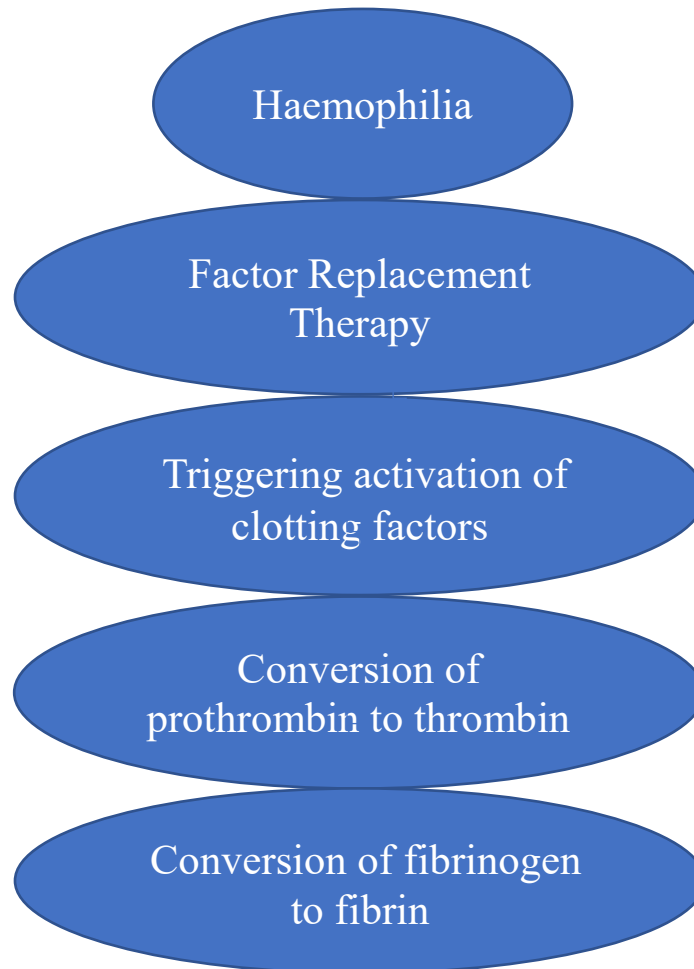 Haemophilia
Factor Replacement
Therapy
Triggering activation of
clotting factors
Conversion of
prothrombin to thrombin
Conversion of fibrinogen
to fibrin